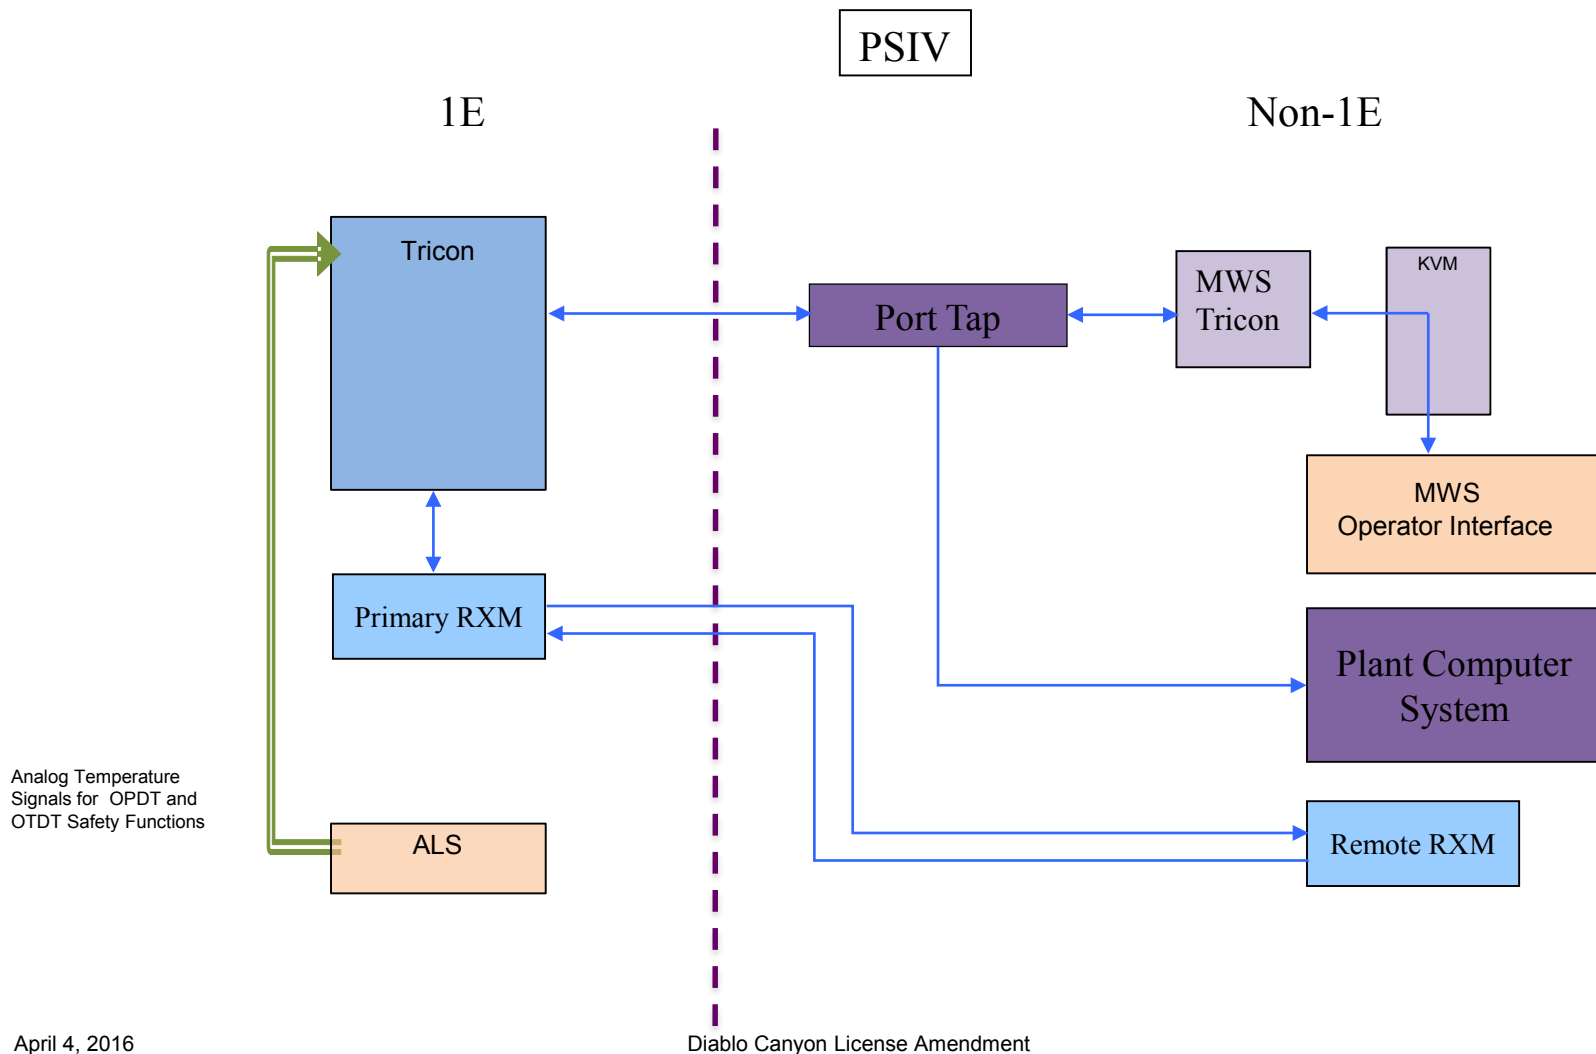 PSIV
1E
Non-1E
Tricon
KVM
MWS
Tricon
Port Tap
MWS
Operator Interface
Primary RXM
Plant Computer
System
Analog Temperature
Signals for OPDT and
OTDT Safety Functions
ALS
Remote RXM
April 4, 2016
Diablo Canyon License Amendment